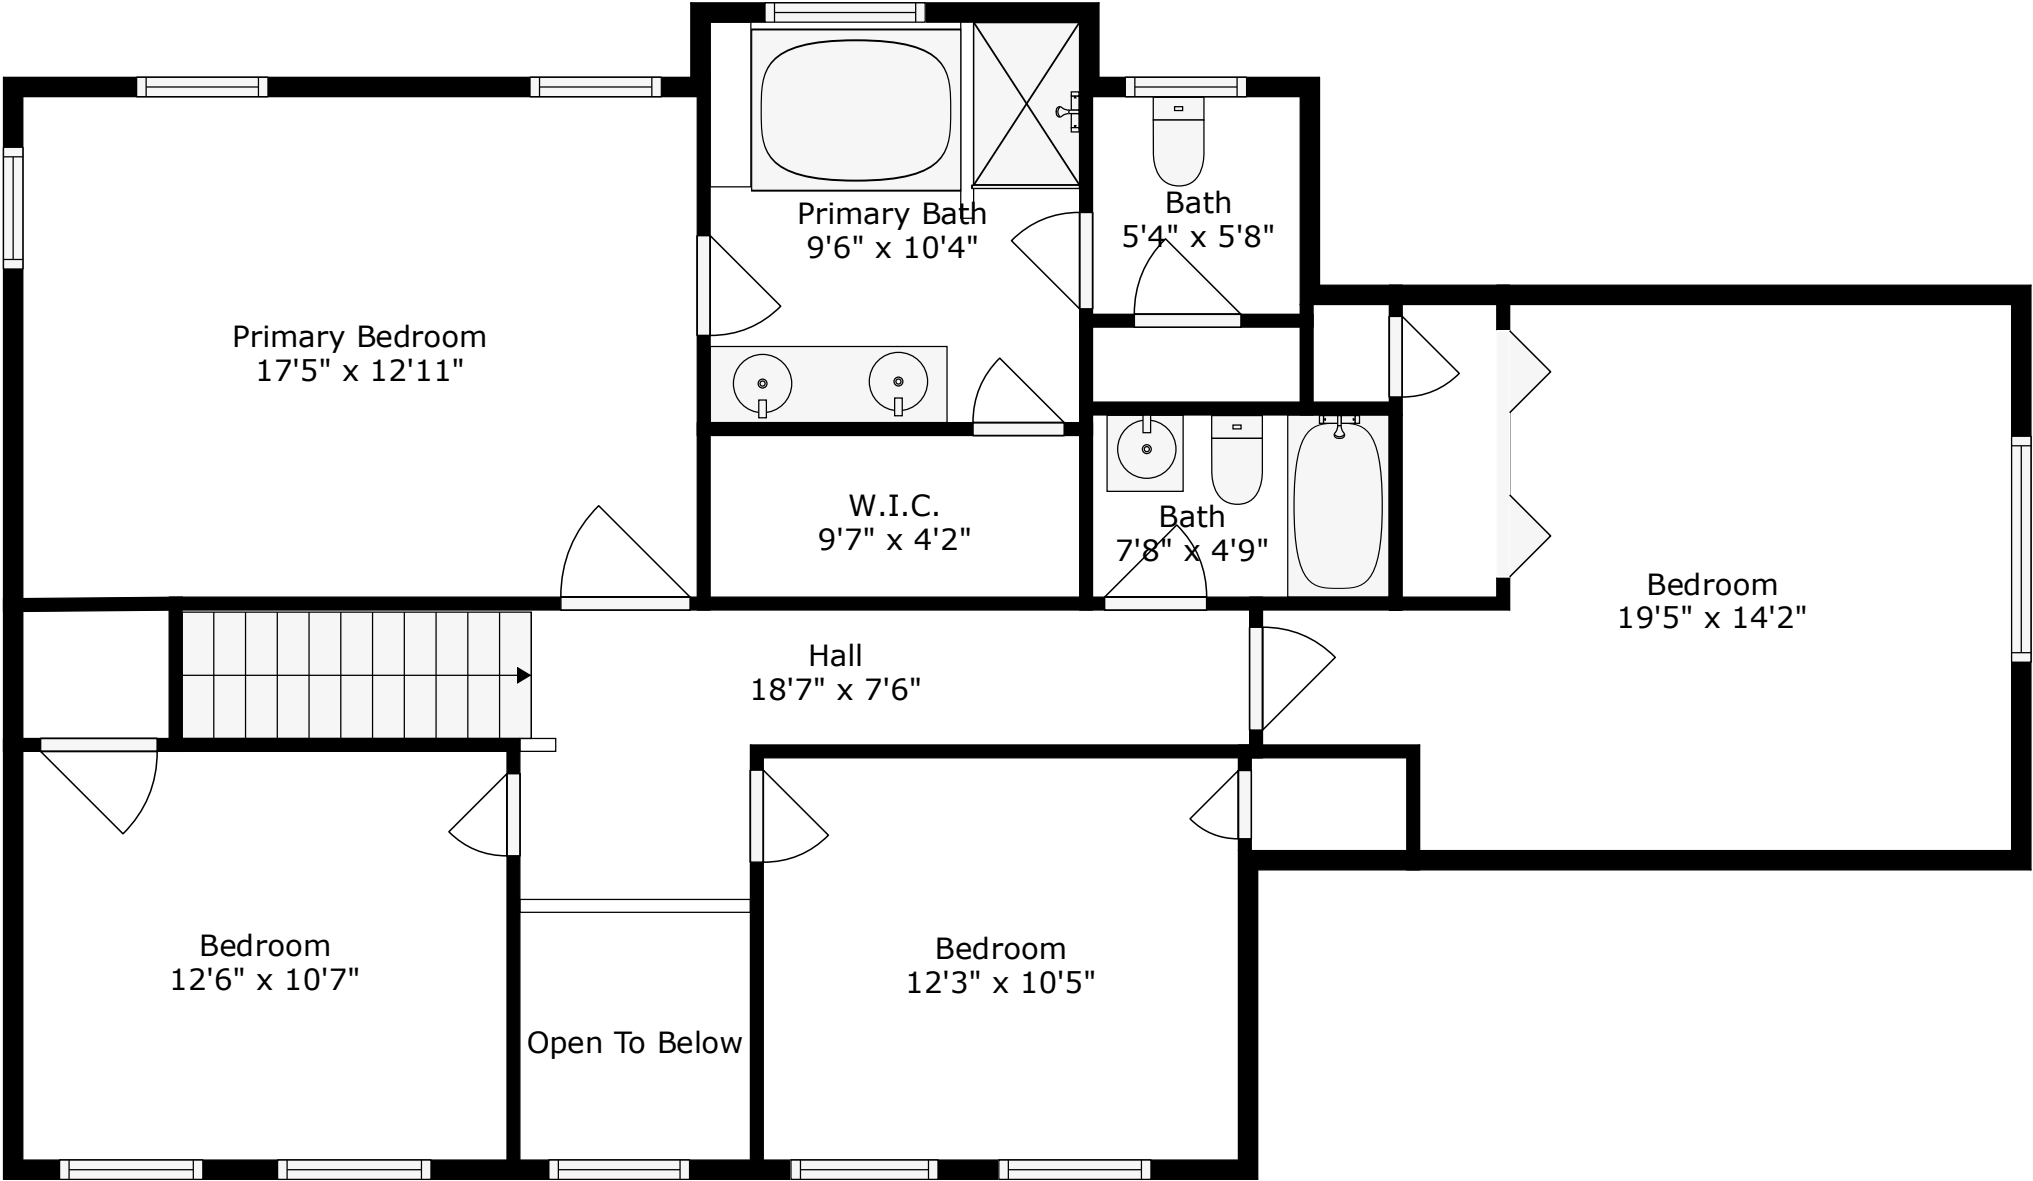 Bath
5'4" x 5'8"
Primary Bath
9'6" x 10'4"
Primary Bedroom
17'5" x 12'11"
W.I.C.
9'7" x 4'2"
Bath
7'8" x 4'9"
Bedroom
19'5" x 14'2"
Hall
18'7" x 7'6"
Bedroom
12'6" x 10'7"
Bedroom
12'3" x 10'5"
Open To Below